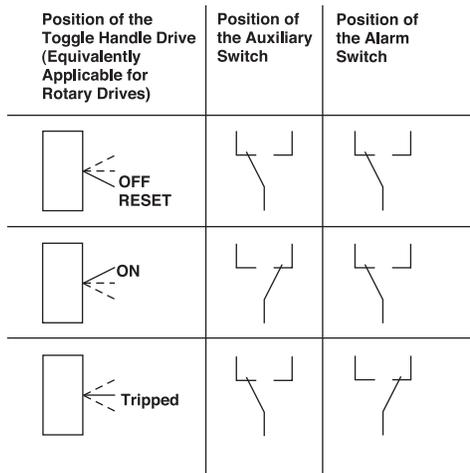 Position of the
Toggle Handle Drive
(Equivalently
Applicable for
Rotary Drives)
Position of
the Auxiliary
Switch
Position of
the Alarm
Switch
OFF
RESET
ON
Tripped